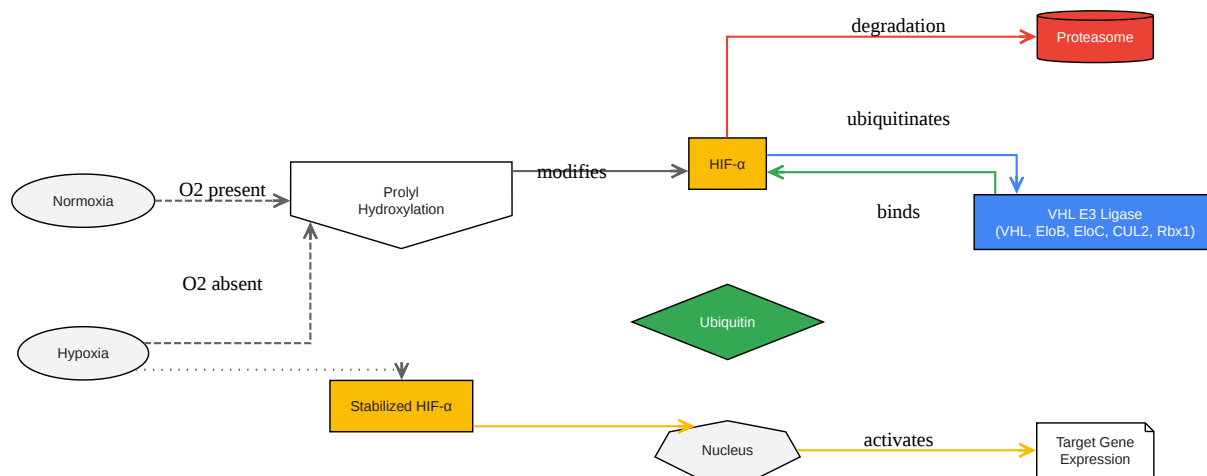 degradation
Proteasome
ubiquitinates
HIF-α
modifies
Prolyl
Hydroxylation
O2 present
Normoxia
binds
VHL E3 Ligase
(VHL, EloB, EloC, CUL2, Rbx1)
O2 absent
Ubiquitin
Hypoxia
Stabilized HIF-α
Nucleus
activates
Target Gene
Expression